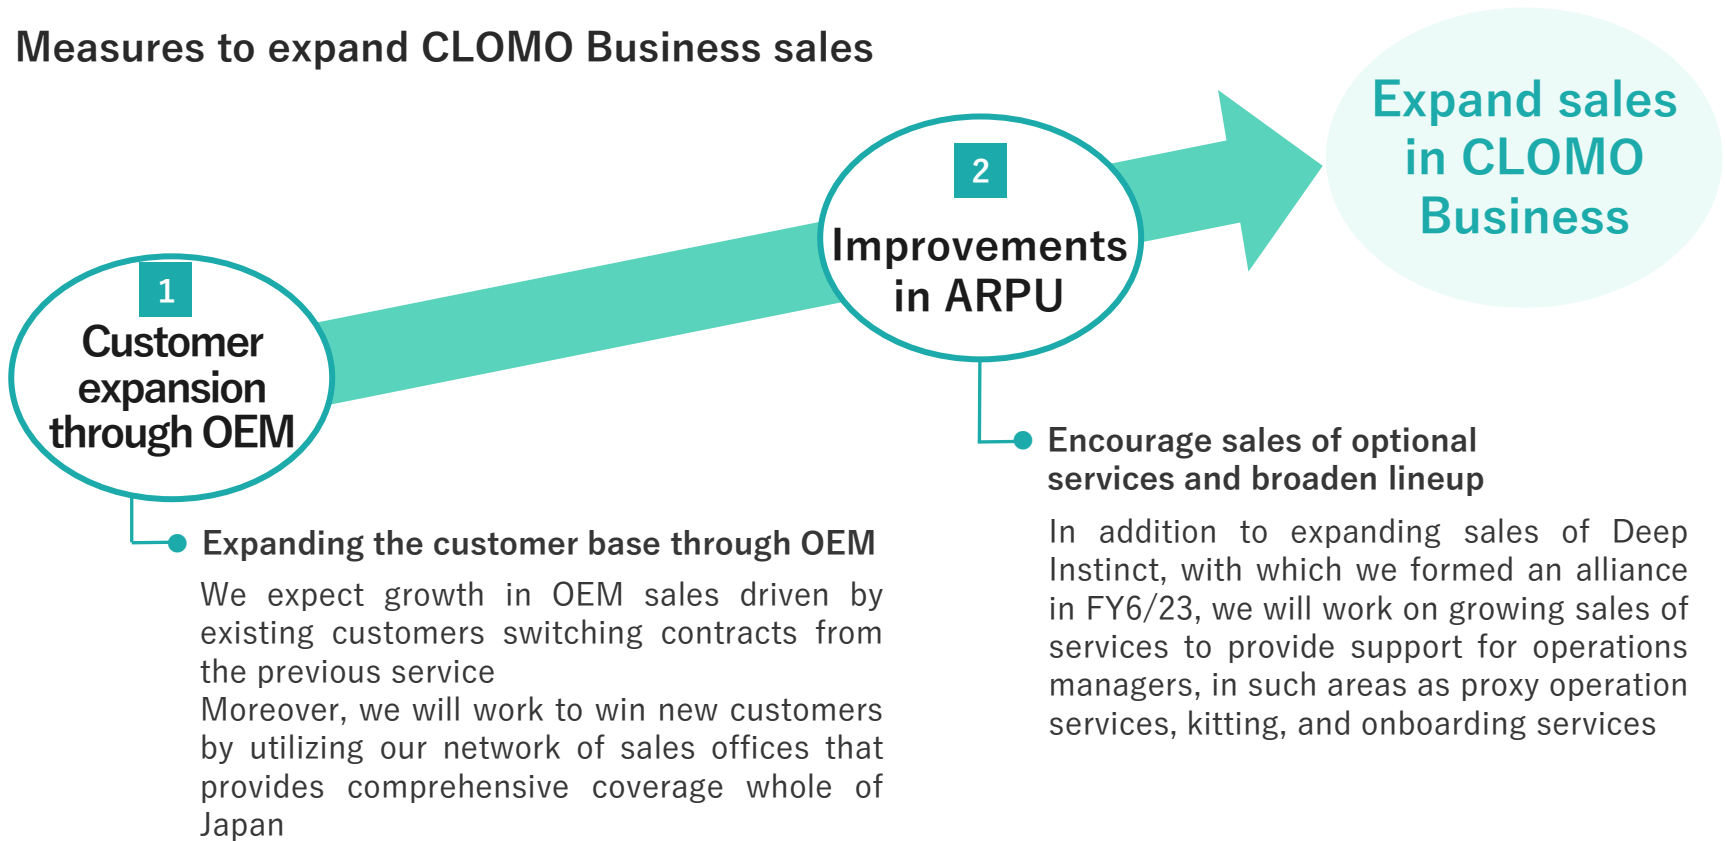 Measures to expand CLOMO Business sales
Expand sales
in CLOMO
Business
1
Customer
expansion
through OEM
2
Improvements
in ARPU
Expanding the customer base through OEM
We expect growth in OEM sales driven by
existing customers switching contracts from
the previous service
Moreover, we will work to win new customers
by utilizing our network of sales offices that
provides comprehensive coverage whole of
Japan
Encourage sales of optional
services and broaden lineup
In addition to expanding sales of Deep
Instinct, with which we formed an alliance
in FY6/23, we will work on growing sales of
services to provide support for operations
managers, in such areas as proxy operation
services, kitting, and onboarding services